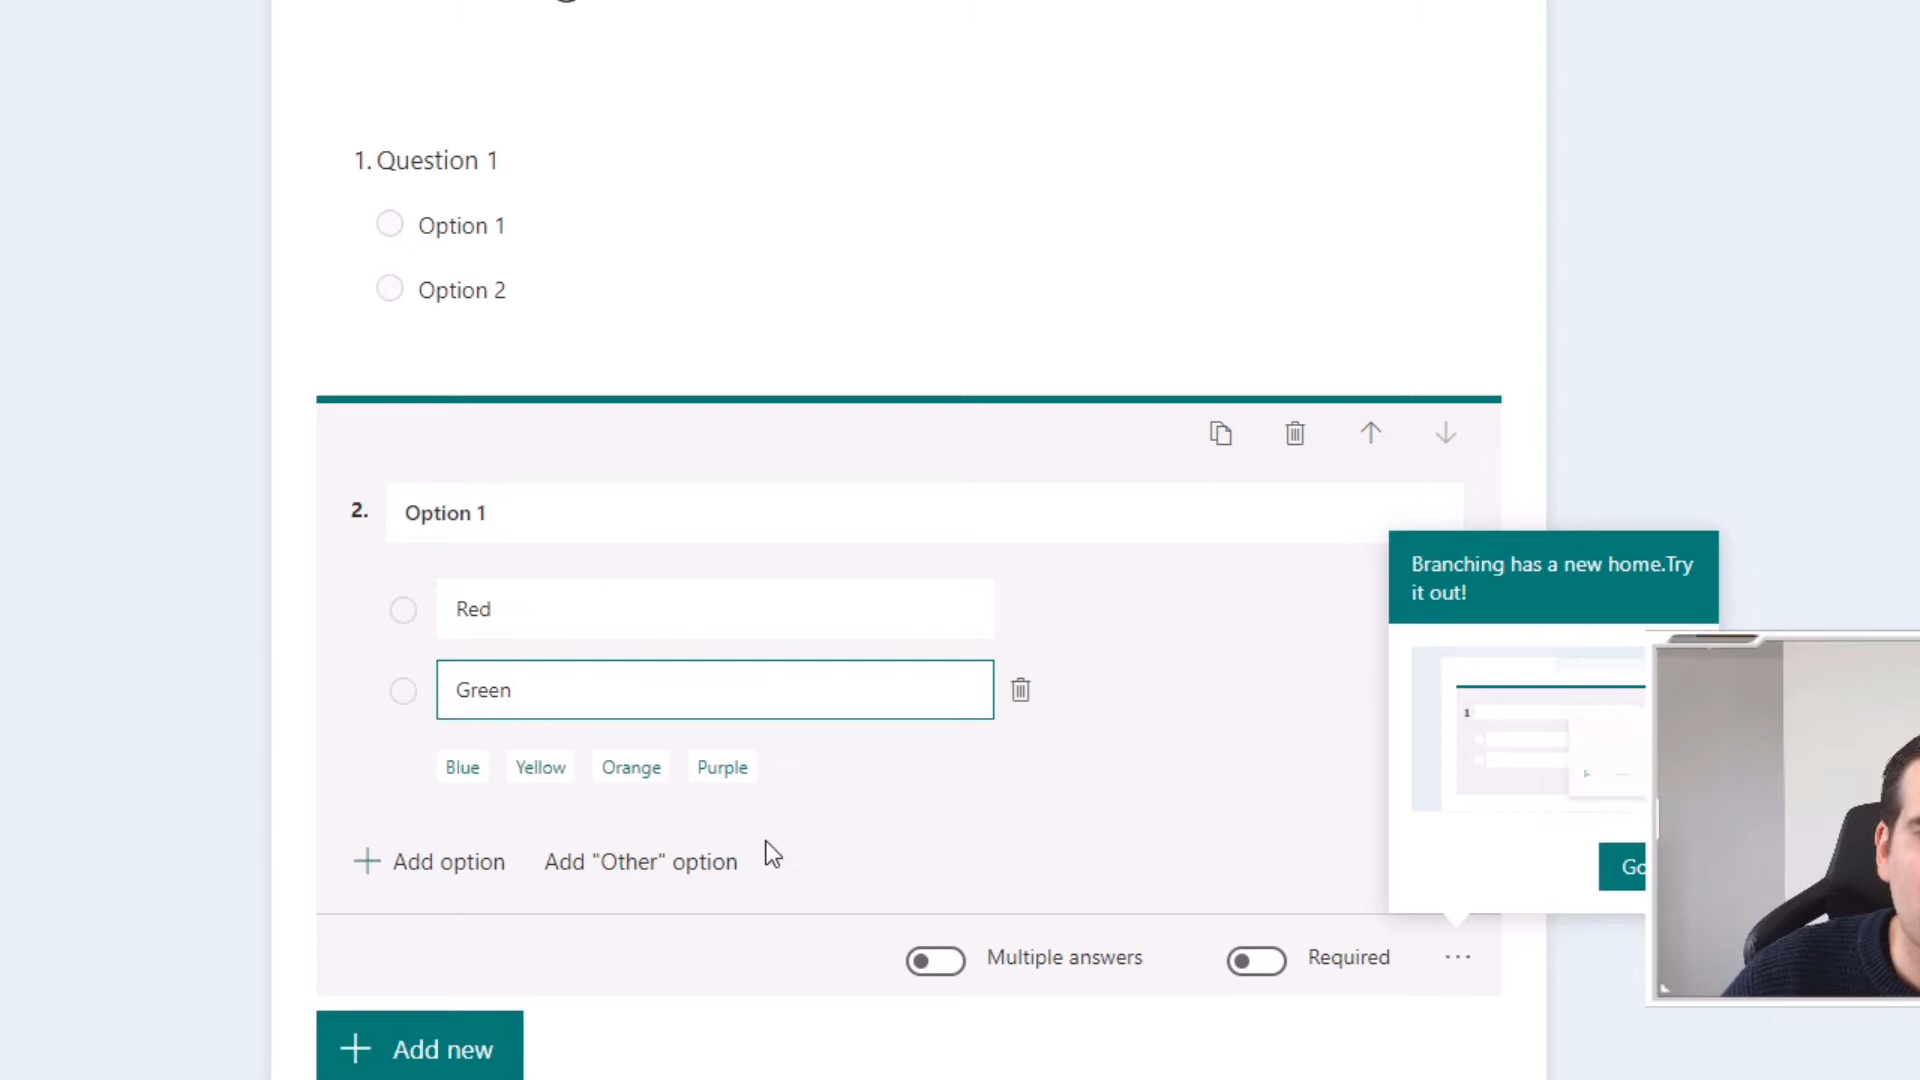 1. Question 1
Option 1
Option 2
2. Option 1
Red
Green
Blue Yellow Orange Purple
Add option Add "Other" option
Multiple answers Required
Add new
Branching has a new home.Try
it out!
1